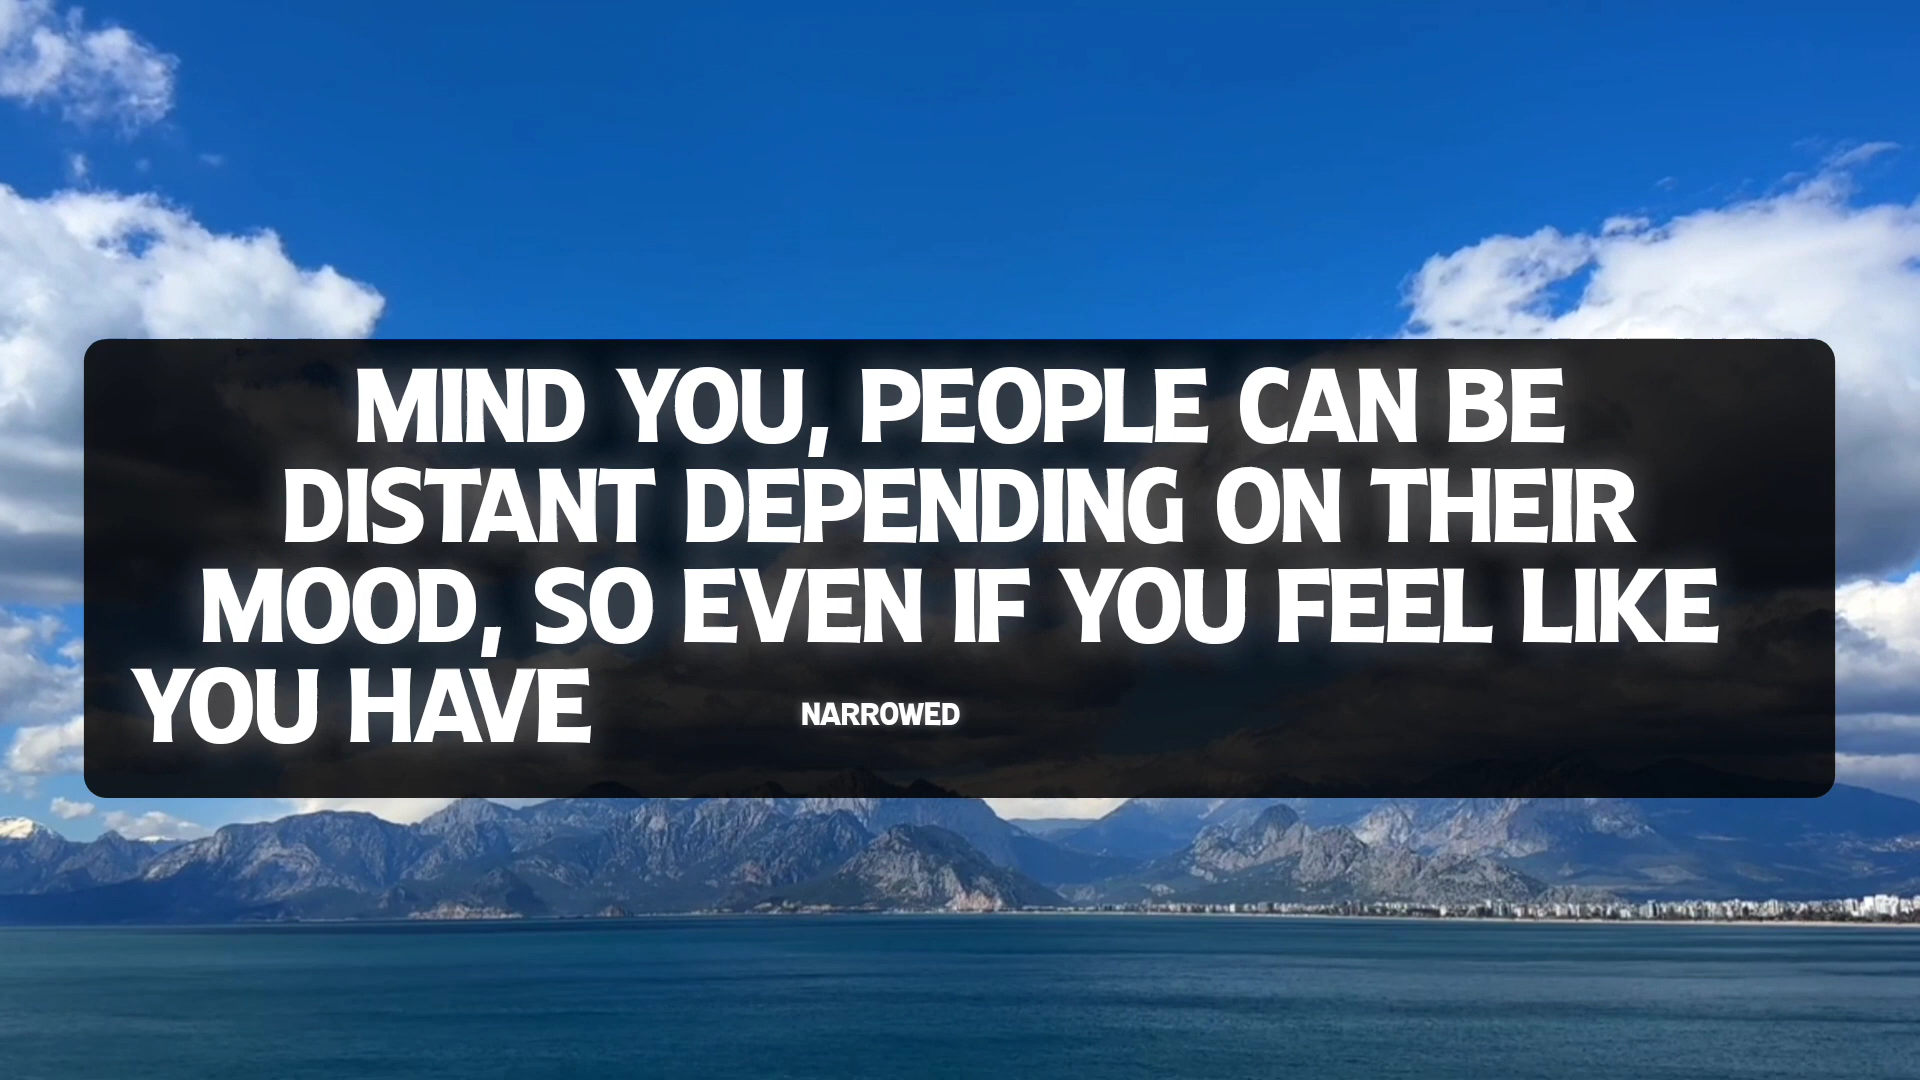 MIND YOU, PEOPLE CAN BE
DISTANT DEPENDING ON THEIR
MOOD, SO EVEN IF YOU FEEL LIKE
YOU HAVE NARROWED